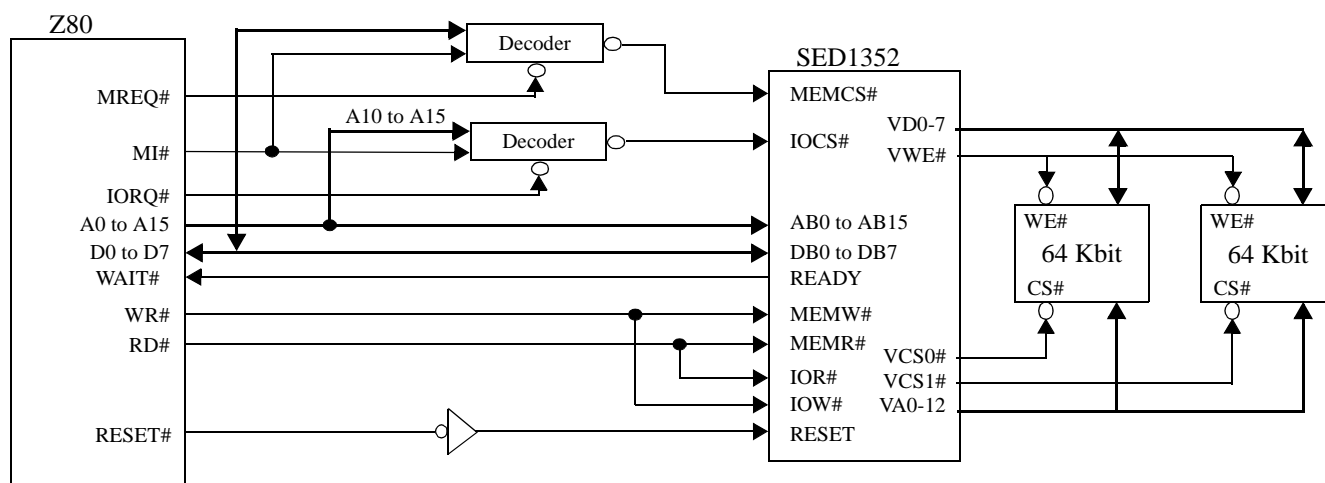 Z80
Decoder
SED1352
MREQ#
MEMCS#
A10 to A15
VD0-7
MI#
Decoder
IOCS#
VWE#
IORQ#
A0 to A15
AB0 to AB15
WE#
WE#
D0 to D7
DB0 to DB7
64 Kbit
64 Kbit
WAIT#
READY
CS#
CS#
WR#
MEMW#
RD#
MEMR#
VCS0#
IOR#
VCS1#
IOW#
VA0-12
RESET#
RESET